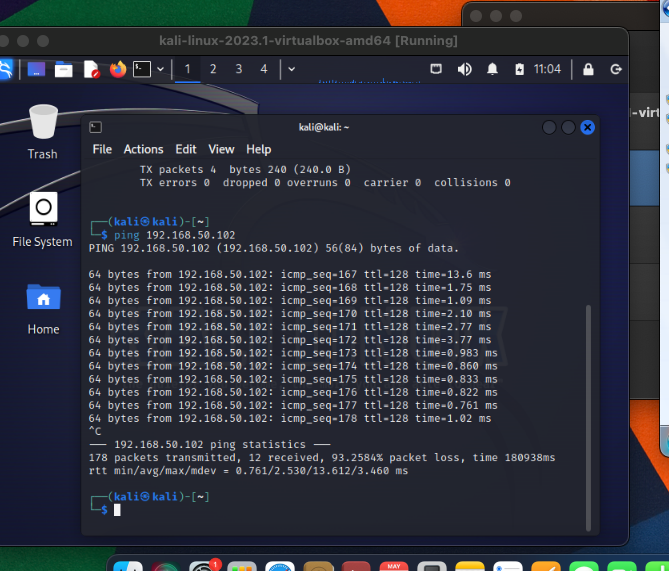 kali-linux-2023.1-virtualbox-amd64 [Running]
1 2 3 4 11:04
kali@kali: ~
File Actions Edit View Help
Trash
File System
Home
TX packets 4  bytes 240 (240.0 B)
TX errors 0  dropped 0 overruns 0  carrier 0  collisions 0
┌──(kali㉿kali)-[~]
└─$ ping 192.168.50.102
PING 192.168.50.102 (192.168.50.102) 56(84) bytes of data.
64 bytes from 192.168.50.102: icmp_seq=167 ttl=128 time=13.6 ms
64 bytes from 192.168.50.102: icmp_seq=168 ttl=128 time=1.75 ms
64 bytes from 192.168.50.102: icmp_seq=169 ttl=128 time=1.09 ms
64 bytes from 192.168.50.102: icmp_seq=170 ttl=128 time=2.10 ms
64 bytes from 192.168.50.102: icmp_seq=171 ttl=128 time=2.77 ms
64 bytes from 192.168.50.102: icmp_seq=172 ttl=128 time=3.77 ms
64 bytes from 192.168.50.102: icmp_seq=173 ttl=128 time=0.983 ms
64 bytes from 192.168.50.102: icmp_seq=174 ttl=128 time=0.860 ms
64 bytes from 192.168.50.102: icmp_seq=175 ttl=128 time=0.833 ms
64 bytes from 192.168.50.102: icmp_seq=176 ttl=128 time=0.822 ms
64 bytes from 192.168.50.102: icmp_seq=177 ttl=128 time=0.761 ms
64 bytes from 192.168.50.102: icmp_seq=178 ttl=128 time=1.02 ms
^C
--- 192.168.50.102 ping statistics ---
178 packets transmitted, 12 received, 93.2584% packet loss, time 180938ms
rtt min/avg/max/mdev = 0.761/2.530/13.612/3.460 ms
┌──(kali㉿kali)-[~]
└─$
-virt
1
MAY